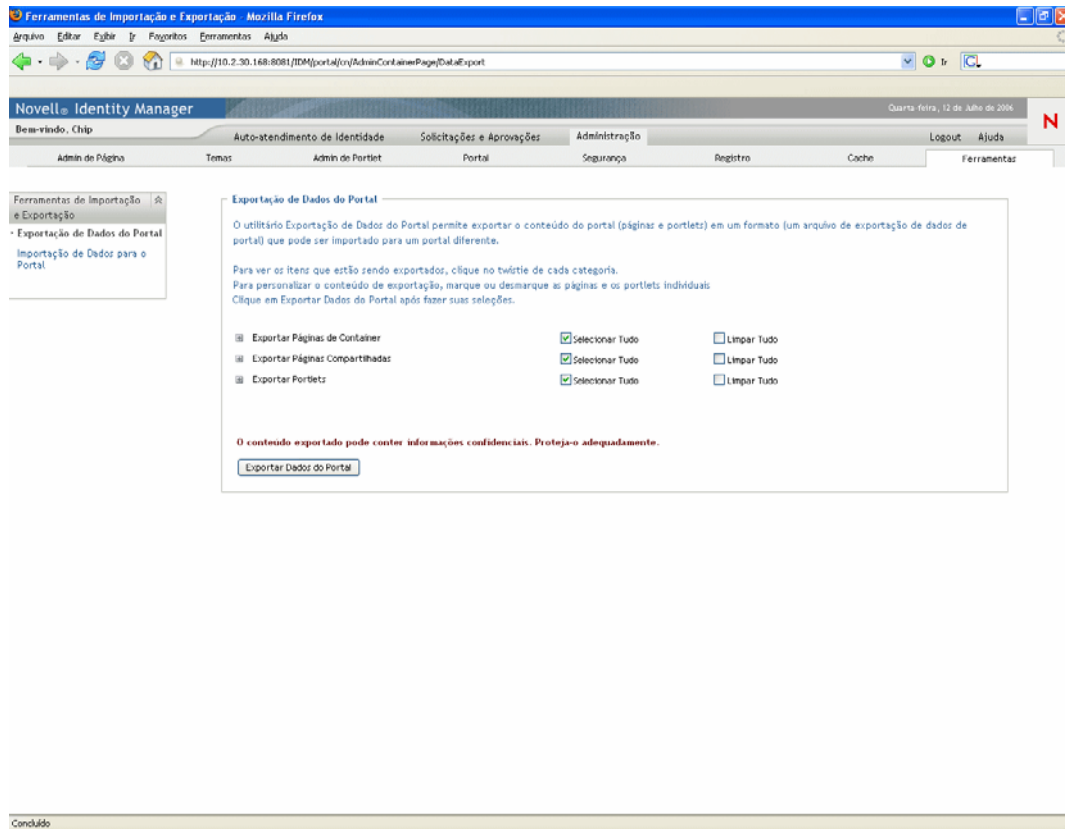 Ferramentas de Importação e Exportação - Mozilla Firefox
Arquivo Editar Exibir Ir Favoritos Ferramentas Ajuda
http://10.2.30.168:8081/IDM/portal/cn/AdminContainerPage/DataExport
Ir
Novell® Identity Manager
Quarta-feira, 12 de Julho de 2006
N
Bem-vindo, Chip
Auto-atendimento de Identidade Solicitações e Aprovações Administração Logout Ajuda
Admin de Página Temas Admin de Portlet Portal Segurança Registro Cache Ferramentas
Ferramentas de Importação
e Exportação
Exportação de Dados do Portal
Importação de Dados para o
Portal
Exportação de Dados do Portal
O utilitário Exportação de Dados do Portal permite exportar o conteúdo do portal (páginas e portlets) em um formato (um arquivo de exportação de dados de
portal) que pode ser importado para um portal diferente.
Para ver os itens que estão sendo exportados, clique no twistie de cada categoria.
Para personalizar o conteúdo de exportação, marque ou desmarque as páginas e os portlets individuais
Clique em Exportar Dados do Portal após fazer suas seleções.
Exportar Páginas de Container Selecionar Tudo Limpar Tudo
Exportar Páginas Compartilhadas Selecionar Tudo Limpar Tudo
Exportar Portlets Selecionar Tudo Limpar Tudo
O conteúdo exportado pode conter informações confidenciais. Proteja-o adequadamente.
Exportar Dados do Portal
Concluído